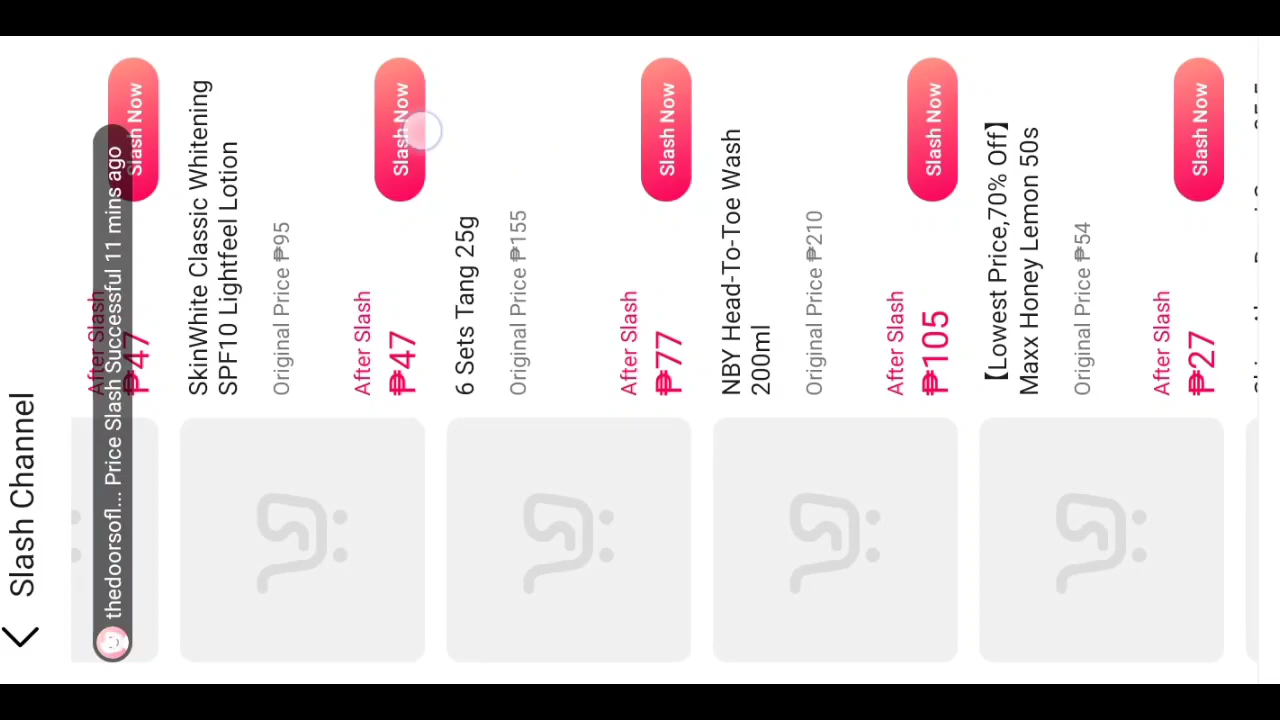 Slash Channel
thedoorsofl... Price Slash Successful 11 mins ago
After Slash
₱47
Slash Now
SkinWhite Classic Whitening
SPF10 Lightfeel Lotion
Original Price ₱95
After Slash
₱47
Slash Now
6 Sets Tang 25g
Original Price ₱155
After Slash
₱77
Slash Now
NBY Head-To-Toe Wash
200ml
Original Price ₱210
After Slash
₱105
Slash Now
【Lowest Price,70% Off】
Maxx Honey Lemon 50s
Original Price ₱54
After Slash
₱27
Slash Now